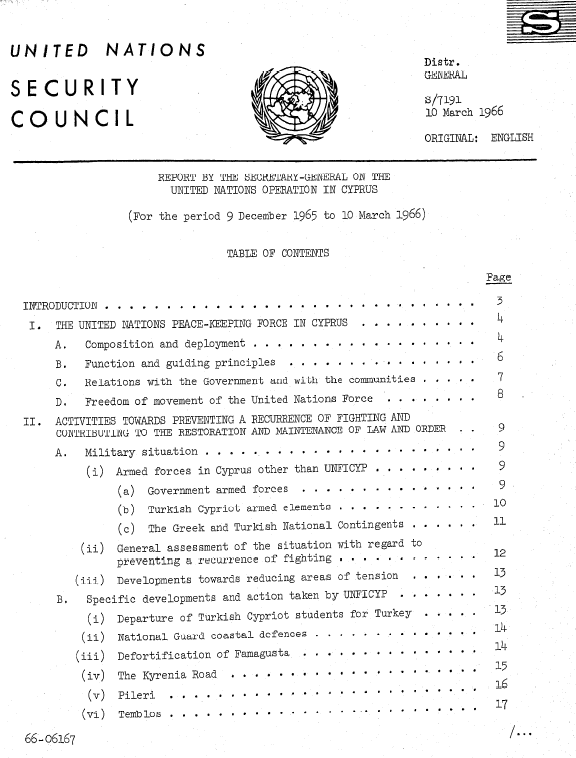 S
UNITED NATIONS
SECURITY
COUNCIL
Distr.
GENERAL
S/7191
10 March 1966
ORIGINAL: ENGLISH
REPORT BY THE SECRETARY-GENERAL ON THE
UNITED NATIONS OPERATION IN CYPRUS
(For the period 9 December 1965 to 10 March 1966)
TABLE OF CONTENTS
Page
INTRODUCTION . . . . . . . . . . . . . . . . . . . . . . . . . . . . . . . 3
I. THE UNITED NATIONS PEACE-KEEPING FORCE IN CYPRUS . . . . . . . . . . 4
A. Composition and deployment . . . . . . . . . . . . . . . . . . . 4
B. Function and guiding principles . . . . . . . . . . . . . . . . . 6
C. Relations with the Government and with the communities . . . . . 7
D. Freedom of movement of the United Nations Force . . . . . . . . 8
II. ACTIVITIES TOWARDS PREVENTING A RECURRENCE OF FIGHTING AND
CONTRIBUTING TO THE RESTORATION AND MAINTENANCE OF LAW AND ORDER . . 9
A. Military situation . . . . . . . . . . . . . . . . . . . . . . . 9
(i) Armed forces in Cyprus other than UNFICYP . . . . . . . . . 9
(a) Government armed forces . . . . . . . . . . . . . . . 9
(b) Turkish Cypriot armed elements . . . . . . . . . . . . 10
(c) The Greek and Turkish National Contingents . . . . . . 11
(ii) General assessment of the situation with regard to
preventing a recurrence of fighting . . . . . . . . . . . . 12
(iii) Developments towards reducing areas of tension . . . . . . 13
B. Specific developments and action taken by UNFICYP . . . . . . . 13
(i) Departure of Turkish Cypriot students for Turkey . . . . . 13
(ii) National Guard coastal defences . . . . . . . . . . . . . . 14
(iii) Defortification of Famagusta . . . . . . . . . . . . . . . 14
(iv) The Kyrenia Road . . . . . . . . . . . . . . . . . . . . . 15
(v) Pileri . . . . . . . . . . . . . . . . . . . . . . . . . . 16
(vi) Temblos . . . . . . . . . . . . . . . . . . . . . . . . . . 17
66-06167
/...